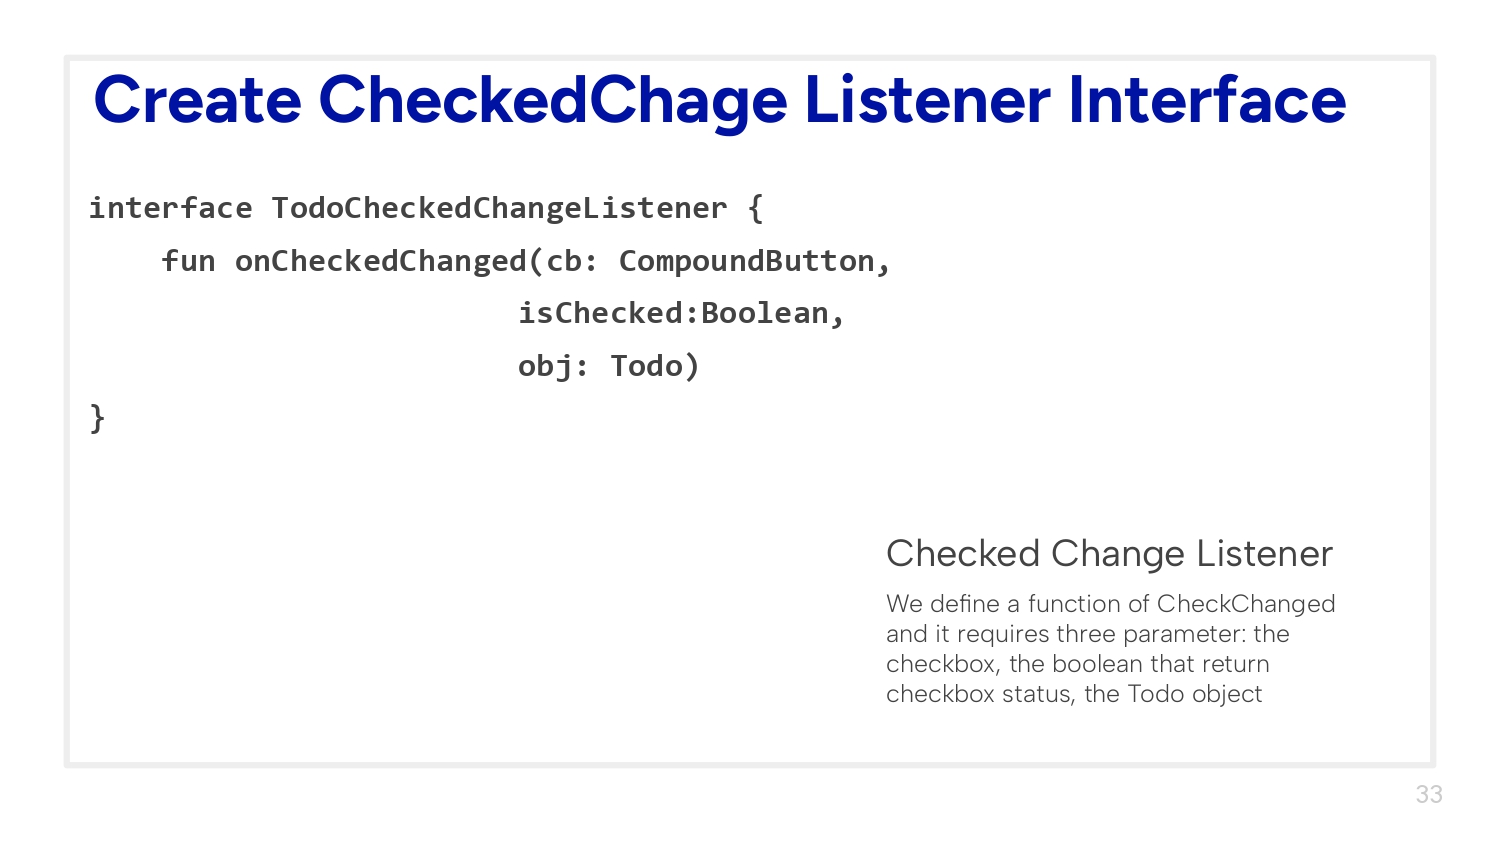 Create CheckedChage Listener Interface
interface TodoCheckedChangeListener {
fun onCheckedChanged(cb: CompoundButton,
isChecked:Boolean,
obj: Todo)
}
Checked Change Listener
We define a function of CheckChanged
and it requires three parameter: the
checkbox, the boolean that return
checkbox status, the Todo object
33